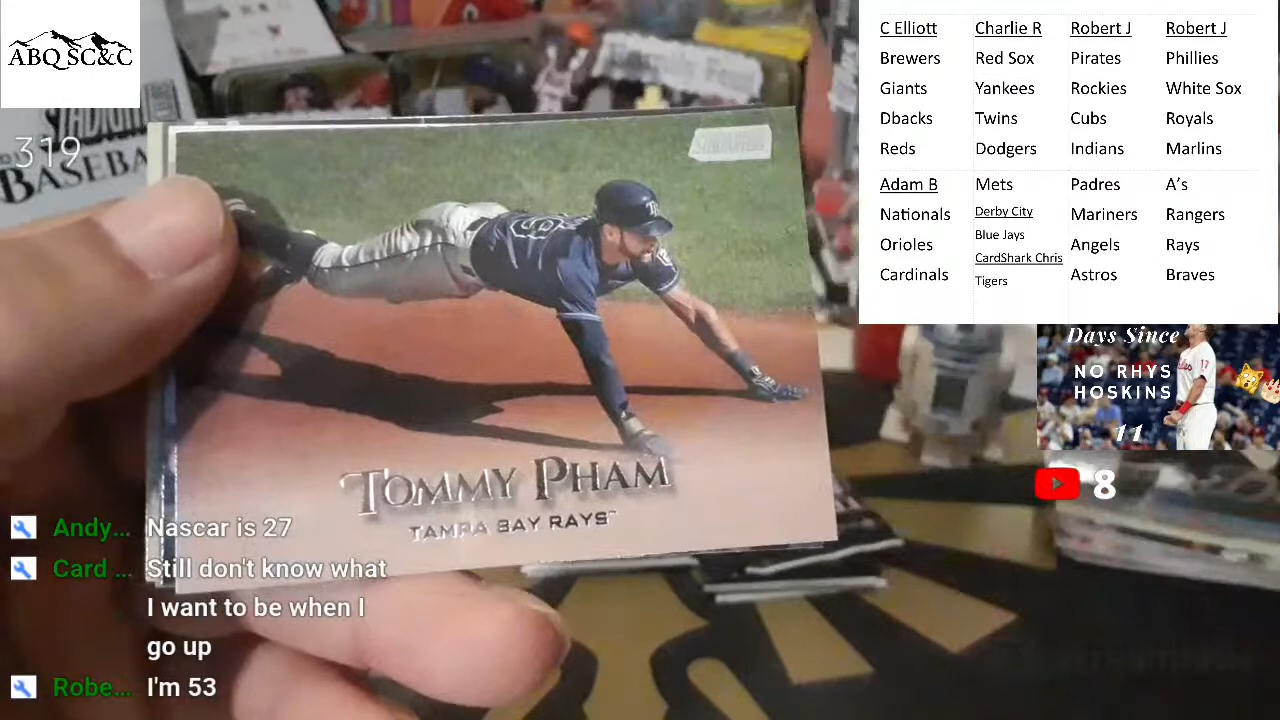 ABQ SC&C
319
STADIUM
BASEBA
TOMMY PHAM
TAMPA BAY RAYS™
Andy... Nascar is 27
Card ... Still don't know what
I want to be when I
go up
Robe... I'm 53
C Elliott Charlie R Robert J Robert J
Brewers Red Sox Pirates Phillies
Giants Yankees Rockies White Sox
Dbacks Twins Cubs Royals
Reds Dodgers Indians Marlins
Adam B Mets Padres A's
Nationals Derby City Mariners Rangers
Orioles Blue Jays Angels Rays
CardShark Chris
Cardinals Tigers Astros Braves
Days Since
NO RHYS
HOSKINS
11
17
8